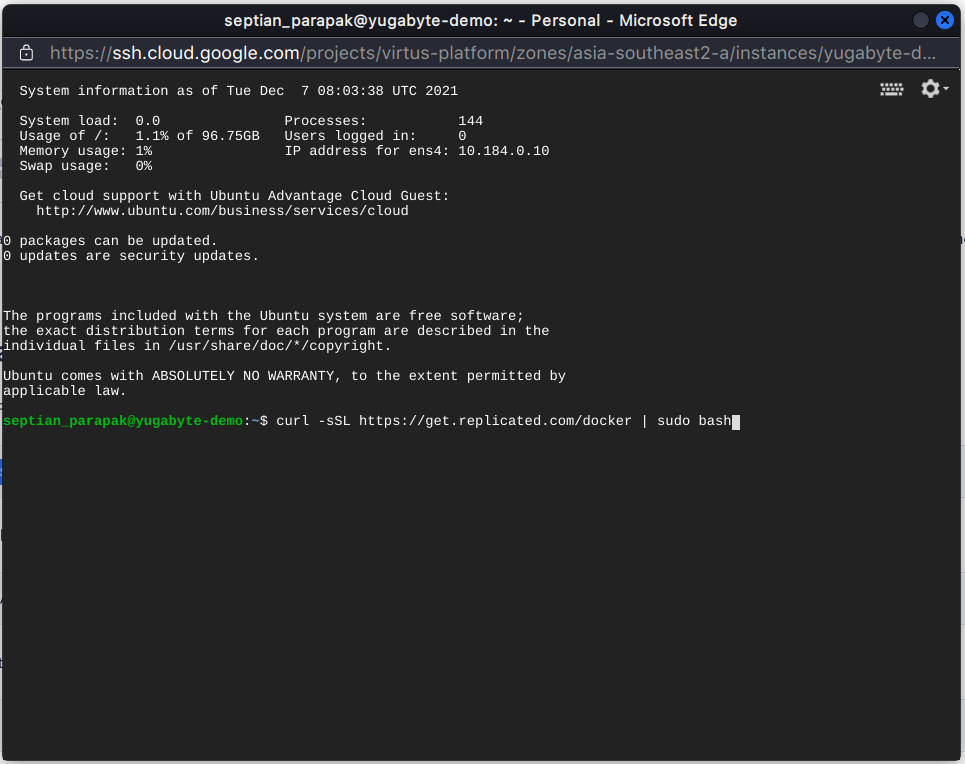 septian_parapak@yugabyte-demo: ~ - Personal - Microsoft Edge
https://ssh.cloud.google.com/projects/virtus-platform/zones/asia-southeast2-a/instances/yugabyte-d...
System information as of Tue Dec  7 08:03:38 UTC 2021
System load:  0.0                Processes:           144
Usage of /:   1.1% of 96.75GB   Users logged in:     0
Memory usage: 1%                IP address for ens4: 10.184.0.10
Swap usage:   0%
Get cloud support with Ubuntu Advantage Cloud Guest:
http://www.ubuntu.com/business/services/cloud
0 packages can be updated.
0 updates are security updates.
The programs included with the Ubuntu system are free software;
the exact distribution terms for each program are described in the
individual files in /usr/share/doc/*/copyright.
Ubuntu comes with ABSOLUTELY NO WARRANTY, to the extent permitted by
applicable law.
septian_parapak@yugabyte-demo:~$ curl -sSL https://get.replicated.com/docker | sudo bash